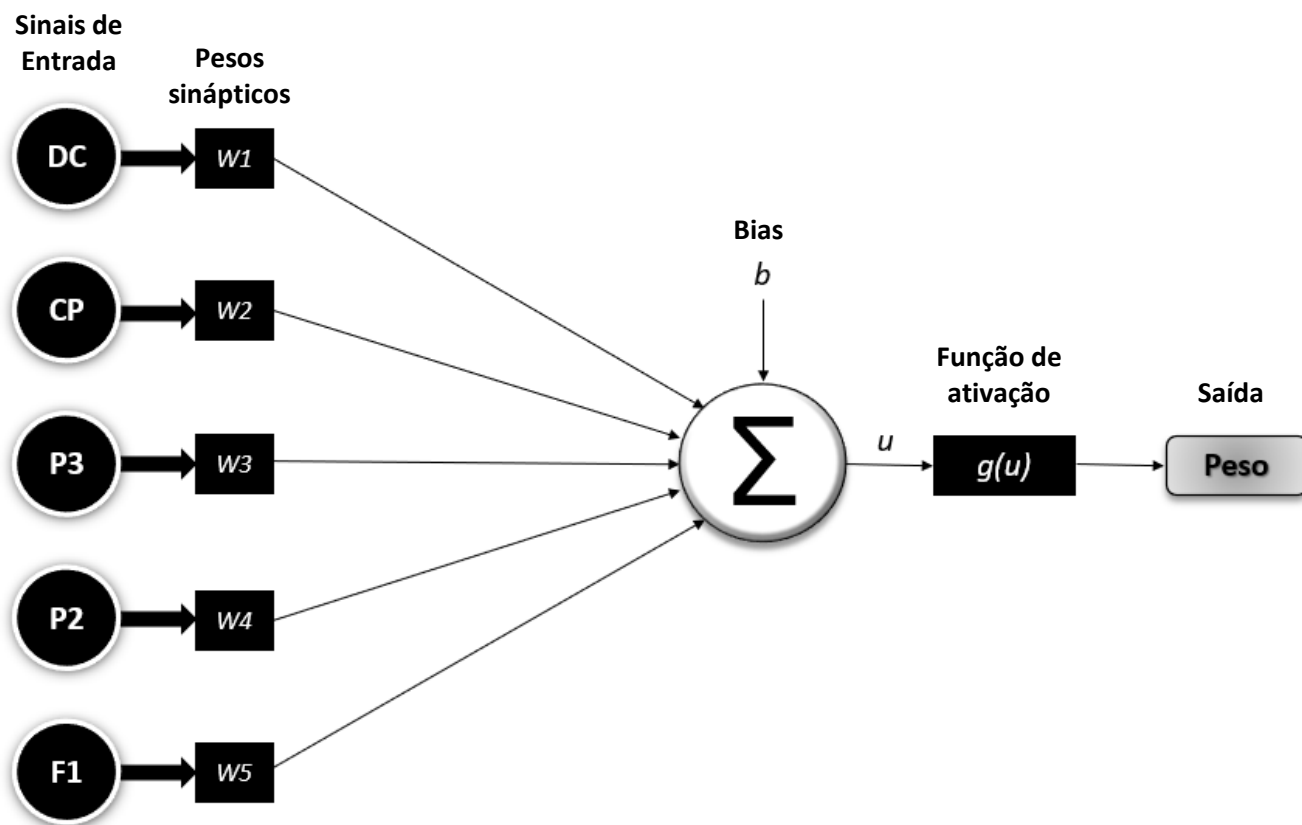 Sinais de
Entrada
Pesos
sinápticos
DC
W1
CP
W2
P3
W3
P2
W4
F1
W5
Bias
b
Σ
u
Função de
ativação
g(u)
Saída
Peso